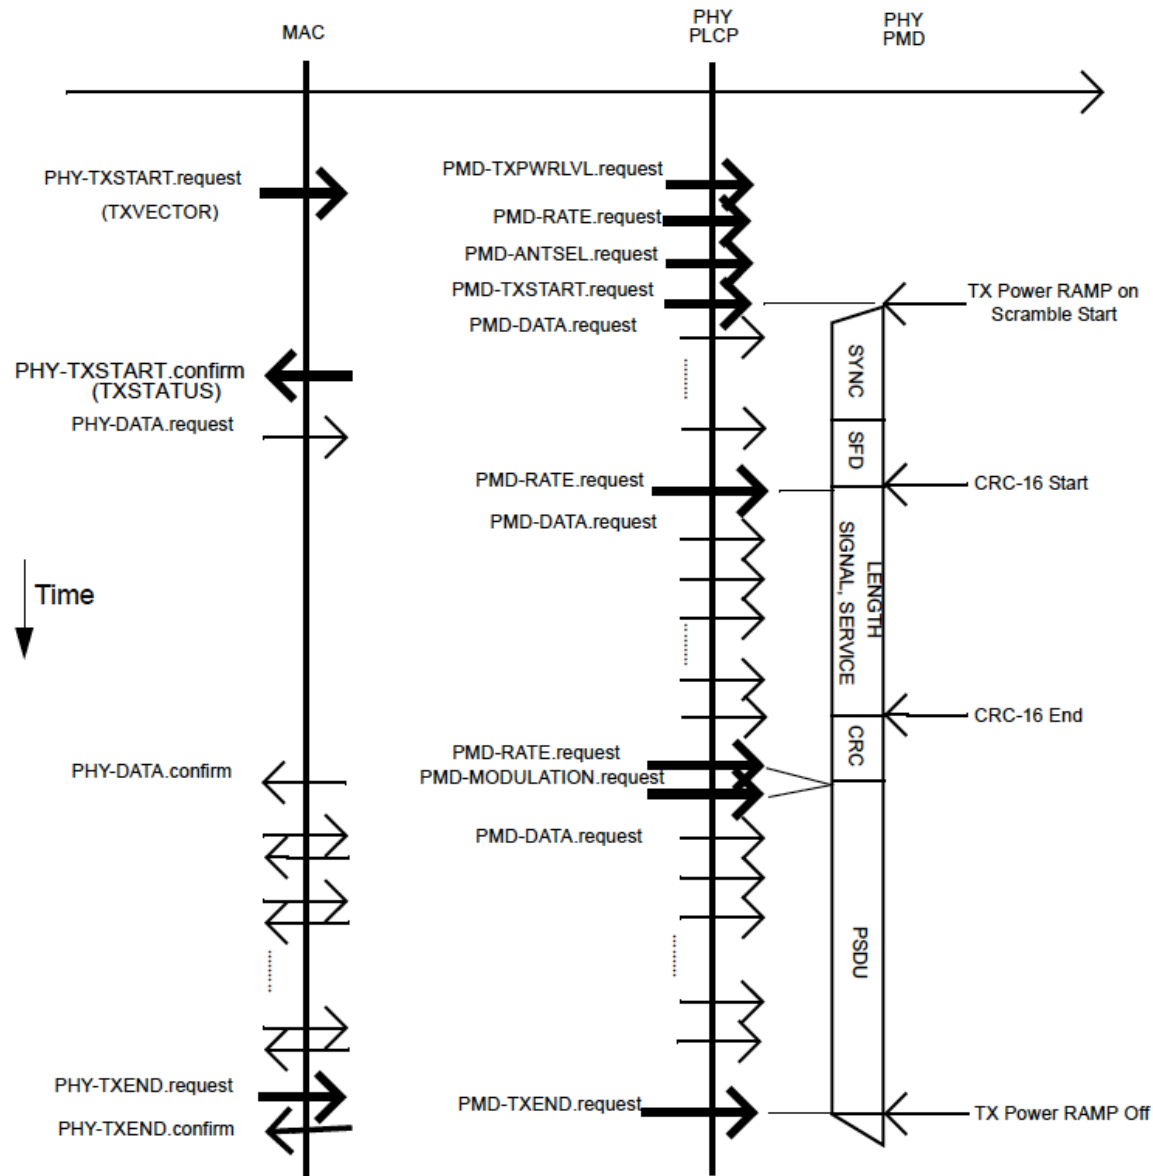 MAC
PHY
PLCP
PHY
PMD
PHY-TXSTART.request
(TXVECTOR)
PMD-TXPWRLVL.request
PMD-RATE.request
PMD-ANTSEL.request
PMD-TXSTART.request
TX Power RAMP on
Scramble Start
PMD-DATA.request
SYNC
PHY-TXSTART.confirm
(TXSTATUS)
PHY-DATA.request
SFD
PMD-RATE.request
CRC-16 Start
PMD-DATA.request
LENGTH
SIGNAL, SERVICE
Time
CRC-16 End
CRC
PMD-RATE.request
PHY-DATA.confirm
PMD-MODULATION.request
PMD-DATA.request
PSDU
PHY-TXEND.request
PMD-TXEND.request
TX Power RAMP Off
PHY-TXEND.confirm